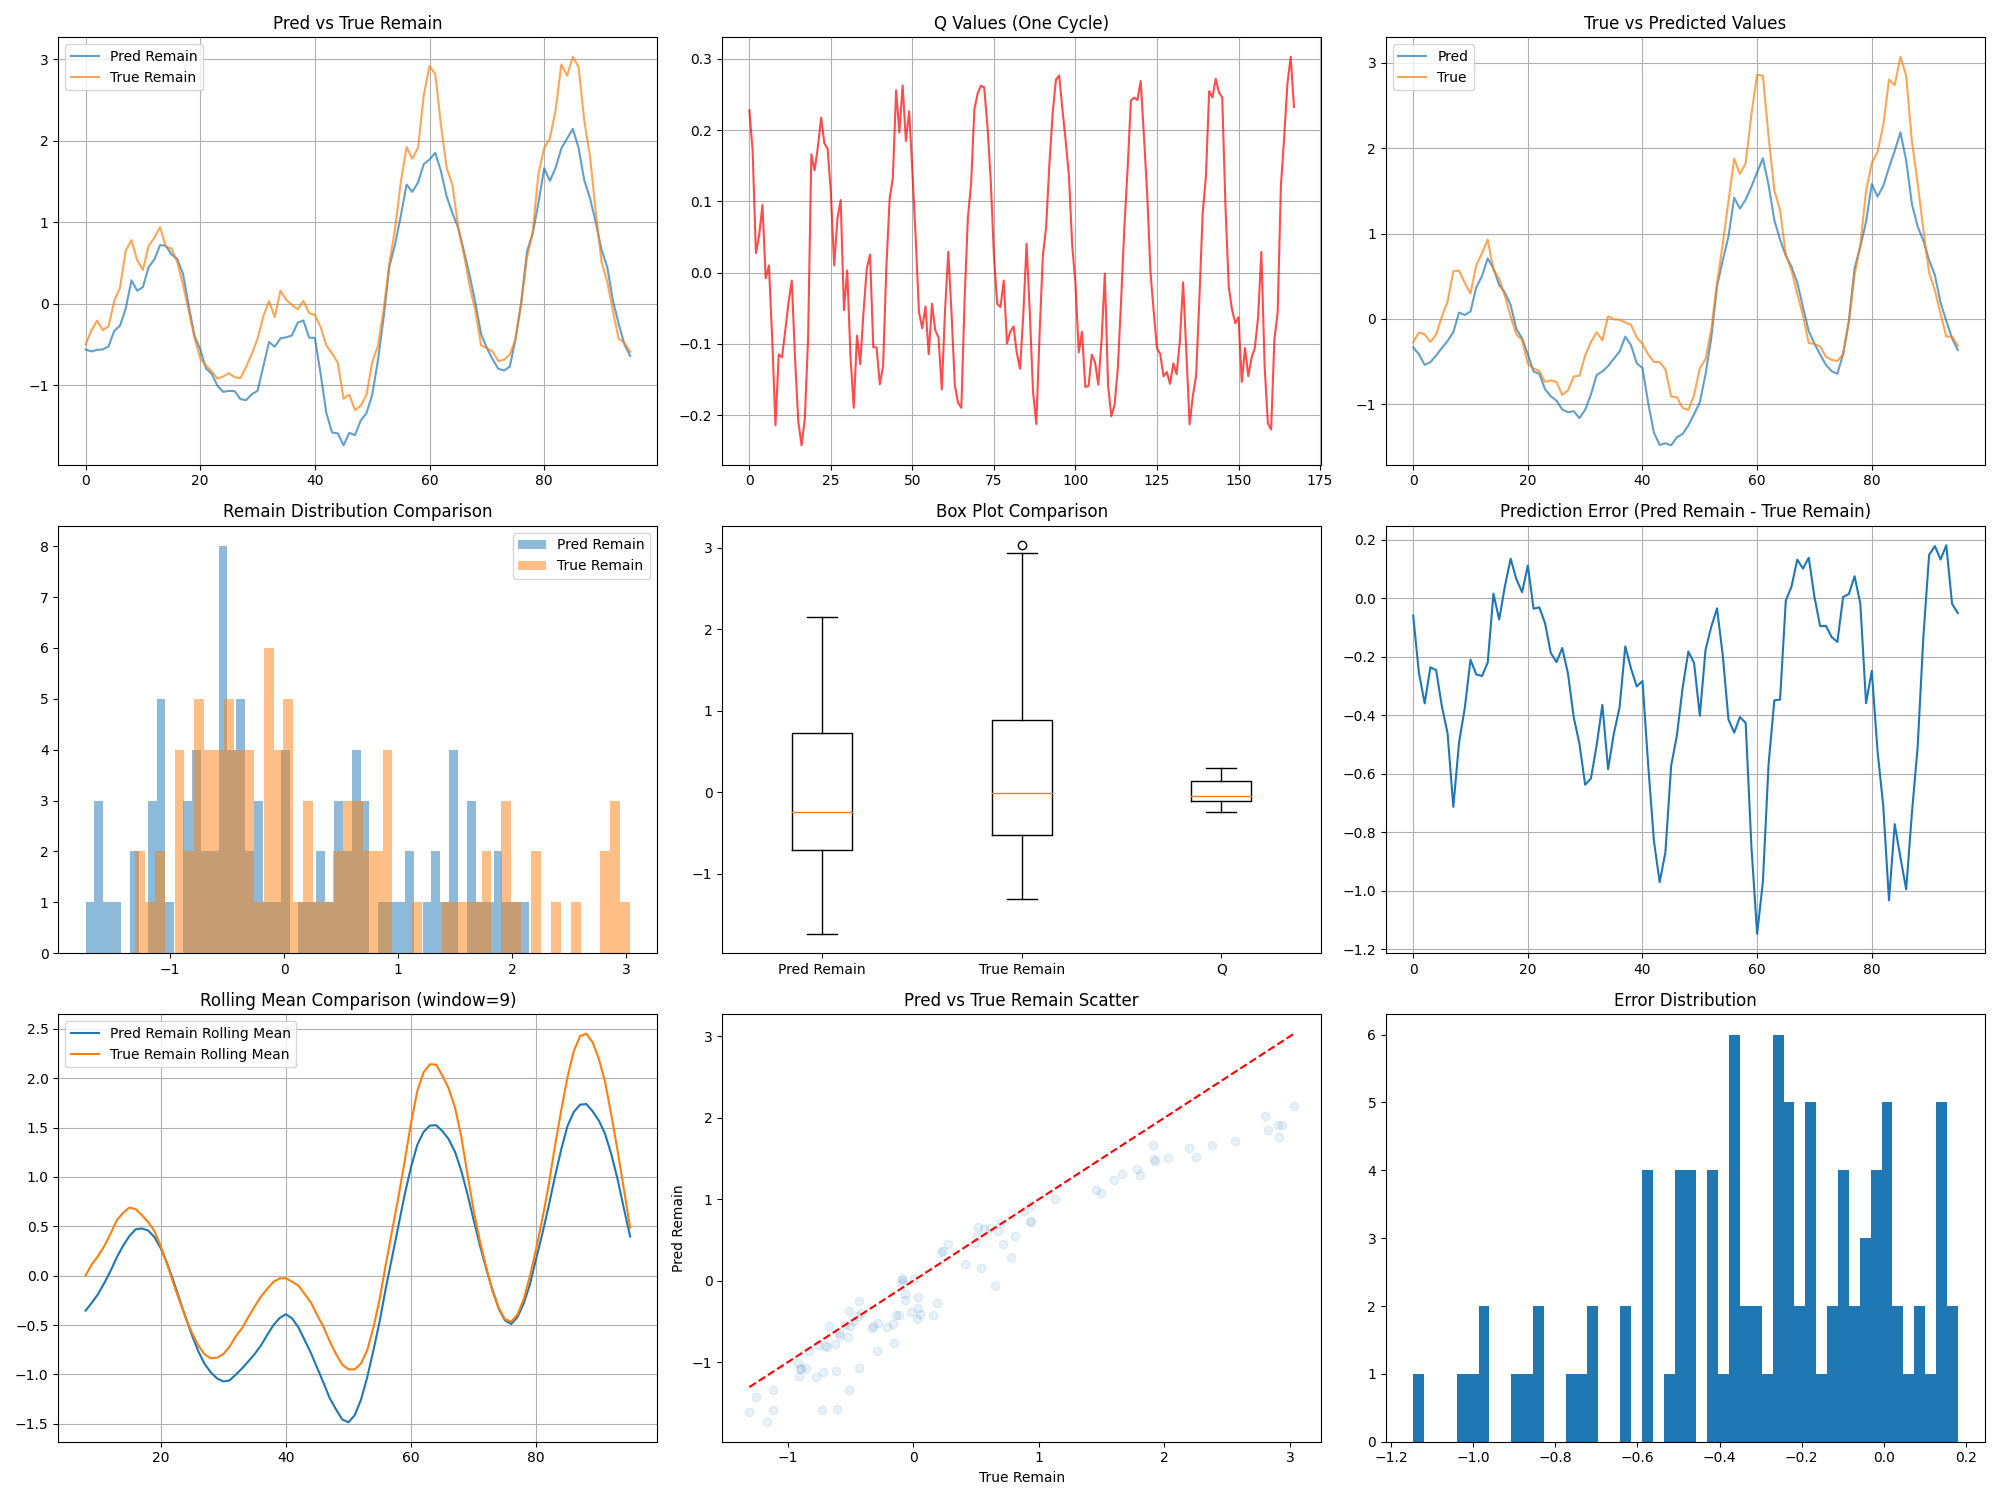 Pred vs True Remain
Pred Remain
True Remain
3
2
1
0
−1
0 20 40 60 80
Q Values (One Cycle)
0.3
0.2
0.1
0.0
−0.1
−0.2
0 25 50 75 100 125 150 175
True vs Predicted Values
Pred
True
3
2
1
0
−1
0 20 40 60 80
Remain Distribution Comparison
Pred Remain
True Remain
8
7
6
5
4
3
2
1
0
−1 0 1 2 3
Box Plot Comparison
3
2
1
0
−1
Pred Remain True Remain Q
Prediction Error (Pred Remain - True Remain)
0.2
0.0
−0.2
−0.4
−0.6
−0.8
−1.0
−1.2
0 20 40 60 80
Rolling Mean Comparison (window=9)
Pred Remain Rolling Mean
True Remain Rolling Mean
2.5
2.0
1.5
1.0
0.5
0.0
−0.5
−1.0
−1.5
20 40 60 80
Pred vs True Remain Scatter
Pred Remain
3
2
1
0
−1
−1 0 1 2 3
True Remain
Error Distribution
6
5
4
3
2
1
0
−1.2 −1.0 −0.8 −0.6 −0.4 −0.2 0.0 0.2